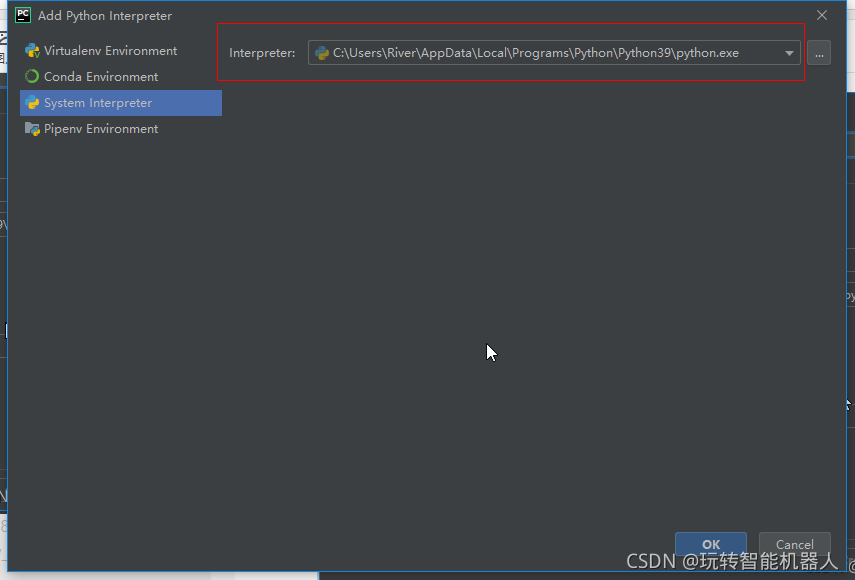 PC Add Python Interpreter
Virtualenv Environment
Conda Environment
System Interpreter
Pipenv Environment
Interpreter: C:\Users\River\AppData\Local\Programs\Python\Python39\python.exe
...
OK
Cancel
CSDN @玩转智能机器人